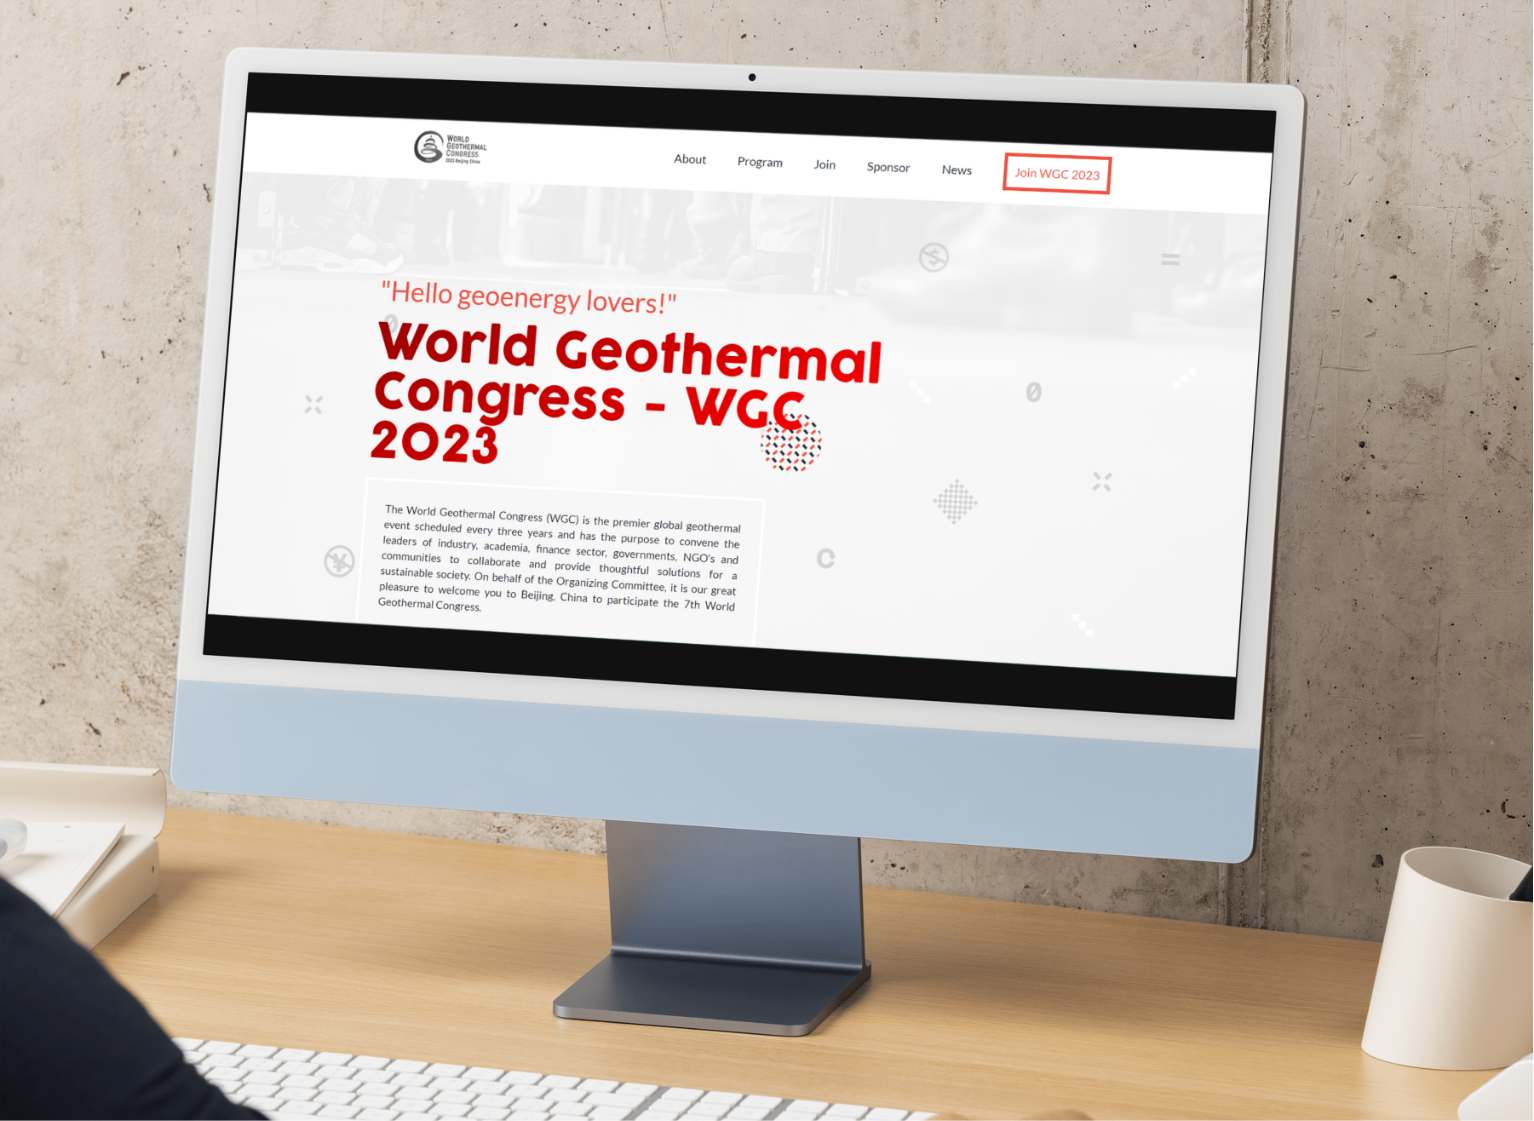 World
Geothermal
Congress
2023 Beijing China
About Program Join Sponsor News Join WGC 2023
"Hello geoenergy lovers!"
World Geothermal
Congress - WGC
2023
The World Geothermal Congress (WGC) is the premier global geothermal
event scheduled every three years and has the purpose to convene the
leaders of industry, academia, finance sector, governments, NGO's and
communities to collaborate and provide thoughtful solutions for a
sustainable society. On behalf of the Organizing Committee, it is our great
pleasure to welcome you to Beijing, China to participate the 7th World
Geothermal Congress.